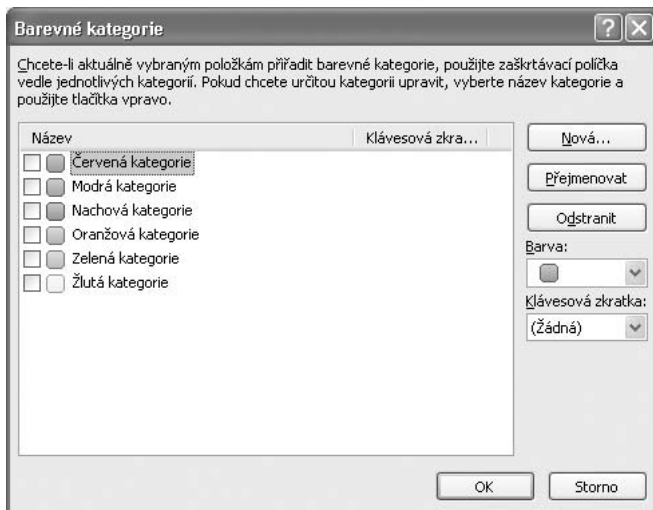 Barevné kategorie
Chcete-li aktuálně vybraným položkám přiřadit barevné kategorie, použijte zaškrtávací políčka
vedle jednotlivých kategorií. Pokud chcete určitou kategorii upravit, vyberte název kategorie a
použijte tlačítka vpravo.
Název
Klávesová zkra...
Červená kategorie
Modrá kategorie
Nachová kategorie
Oranžová kategorie
Zelená kategorie
Žlutá kategorie
Nová...
Přejmenovat
Odstranit
Barva:
Klávesová zkratka:
(Žádná)
OK
Storno